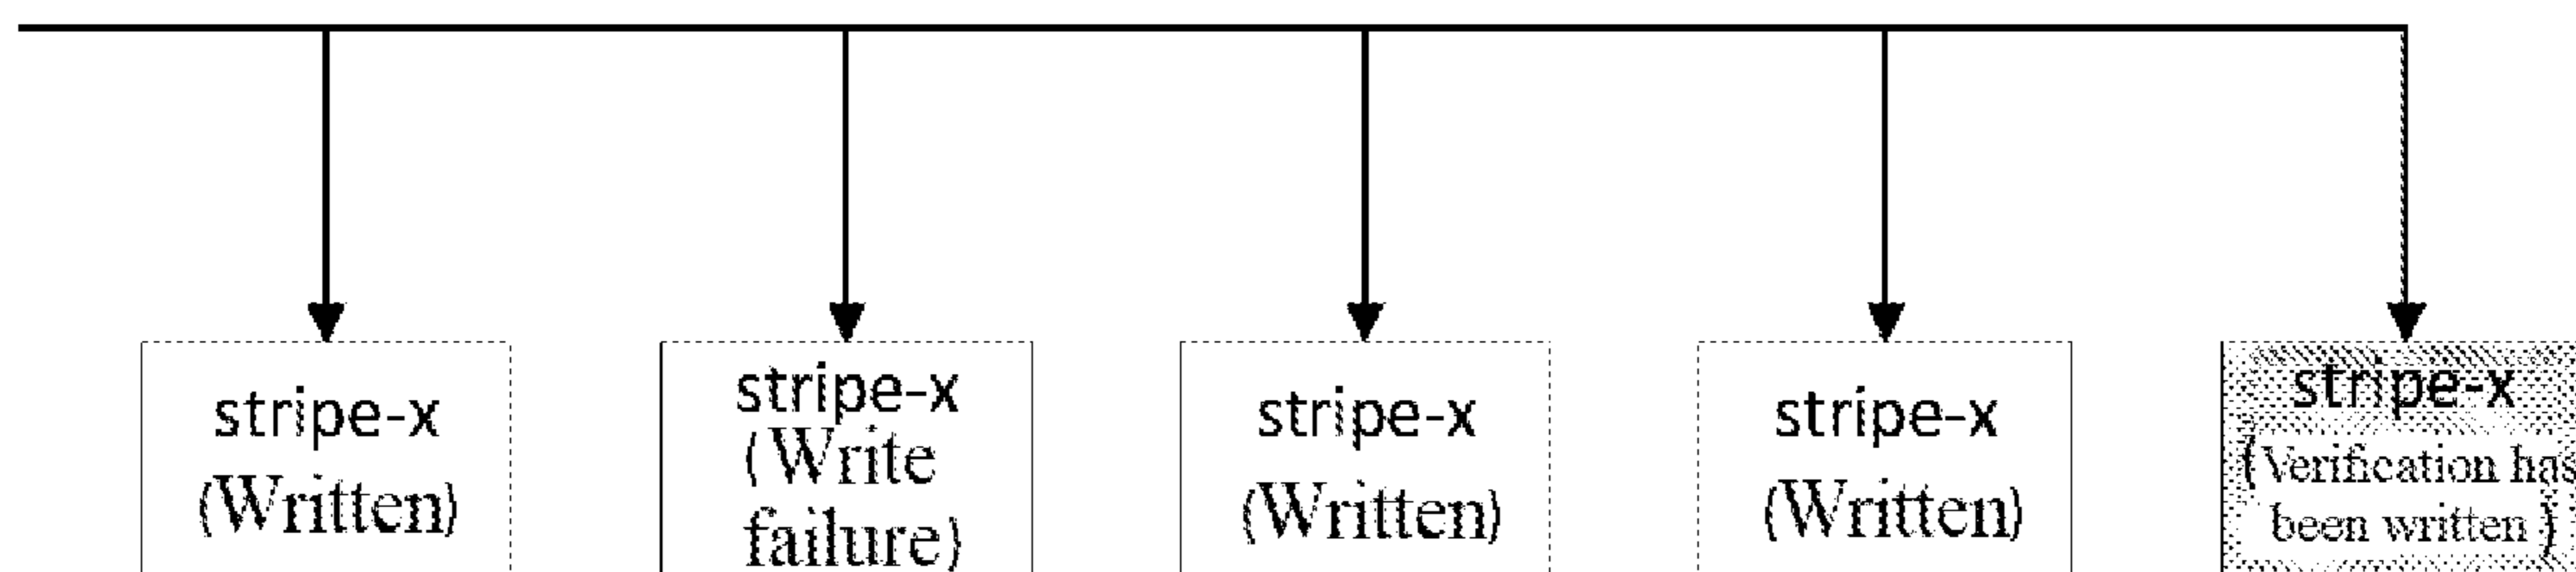 stripe-x
(Written)
stripe-x
(Write
failure)
stripe-x
(Written)
stripe-x
(Written)
stripe-x
(Verification has
been written )